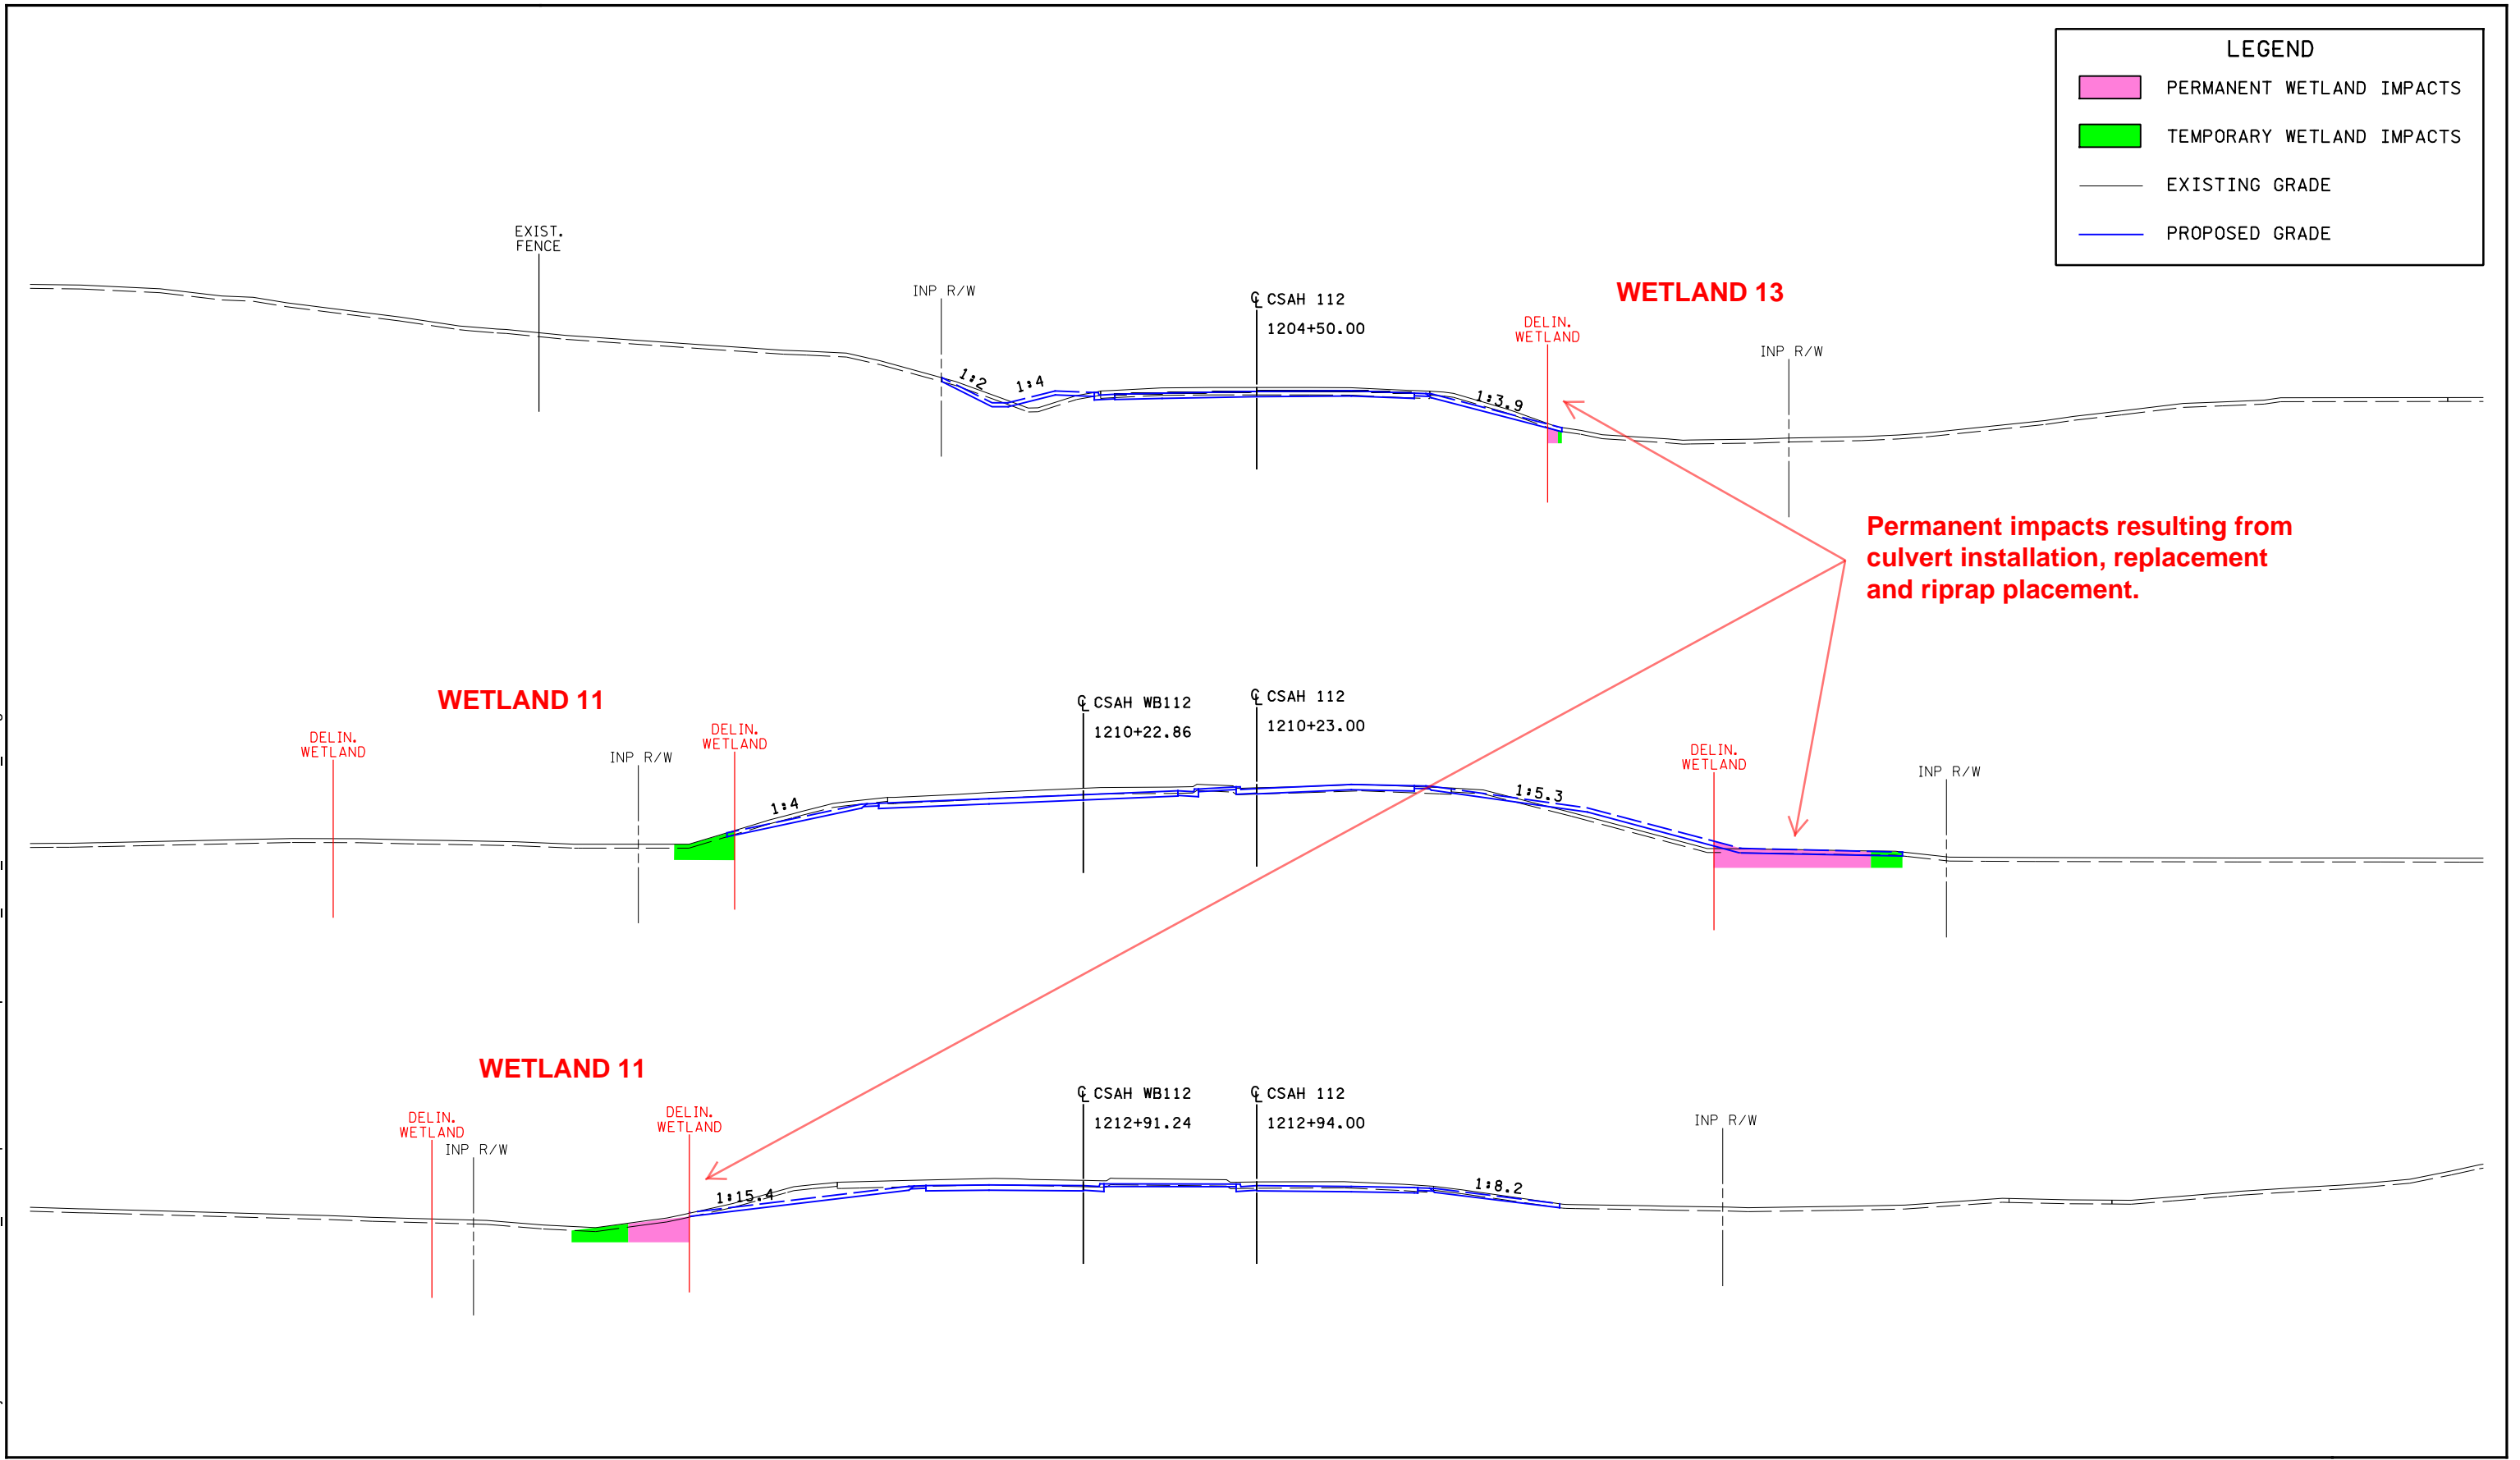 LEGEND
PERMANENT WETLAND IMPACTS
TEMPORARY WETLAND IMPACTS
EXISTING GRADE
PROPOSED GRADE
EXIST.
FENCE
INP R/W
℄ CSAH 112
1204+50.00
WETLAND 13
DELIN.
WETLAND
INP R/W
1:2
1:4
1:3.9
Permanent impacts resulting from
culvert installation, replacement
and riprap placement.
WETLAND 11
DELIN.
WETLAND
INP R/W
DELIN.
WETLAND
℄ CSAH WB112
1210+22.86
℄ CSAH 112
1210+23.00
DELIN.
WETLAND
INP R/W
1:4
1:5.3
WETLAND 11
DELIN.
WETLAND
INP R/W
DELIN.
WETLAND
℄ CSAH WB112
1212+91.24
℄ CSAH 112
1212+94.00
INP R/W
1:15.4
1:8.2